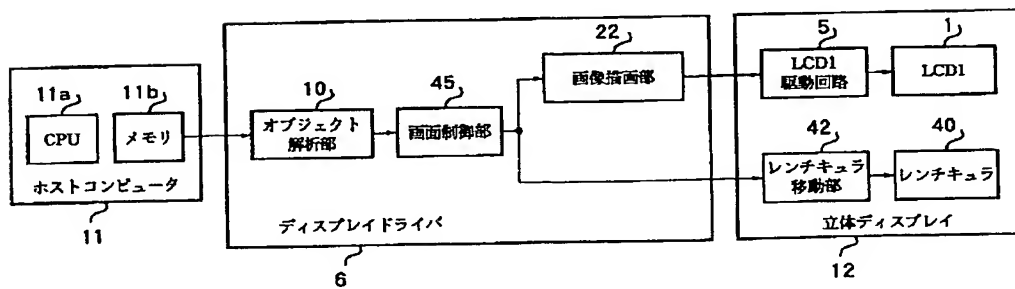 11a
11b
CPU
メモリ
ホストコンピュータ
11
10
45
オブジェクト
解析部
画面制御部
22
画像描画部
ディスプレイドライバ
6
5
1
LCD1
駆動回路
LCD1
42
40
レンチキュラ
移動部
レンチキュラ
立体ディスプレイ
12